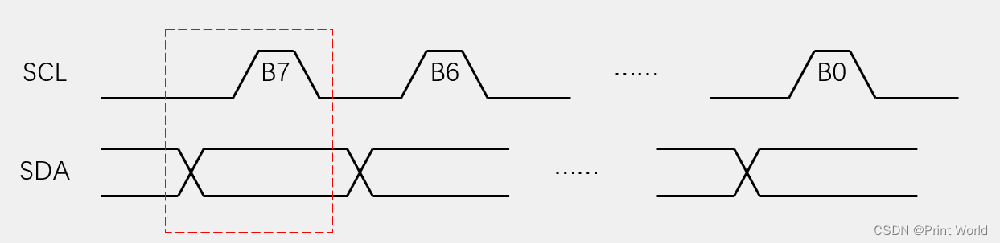 SCL B7 B6 …… B0
SDA ……
CSDN @Print World